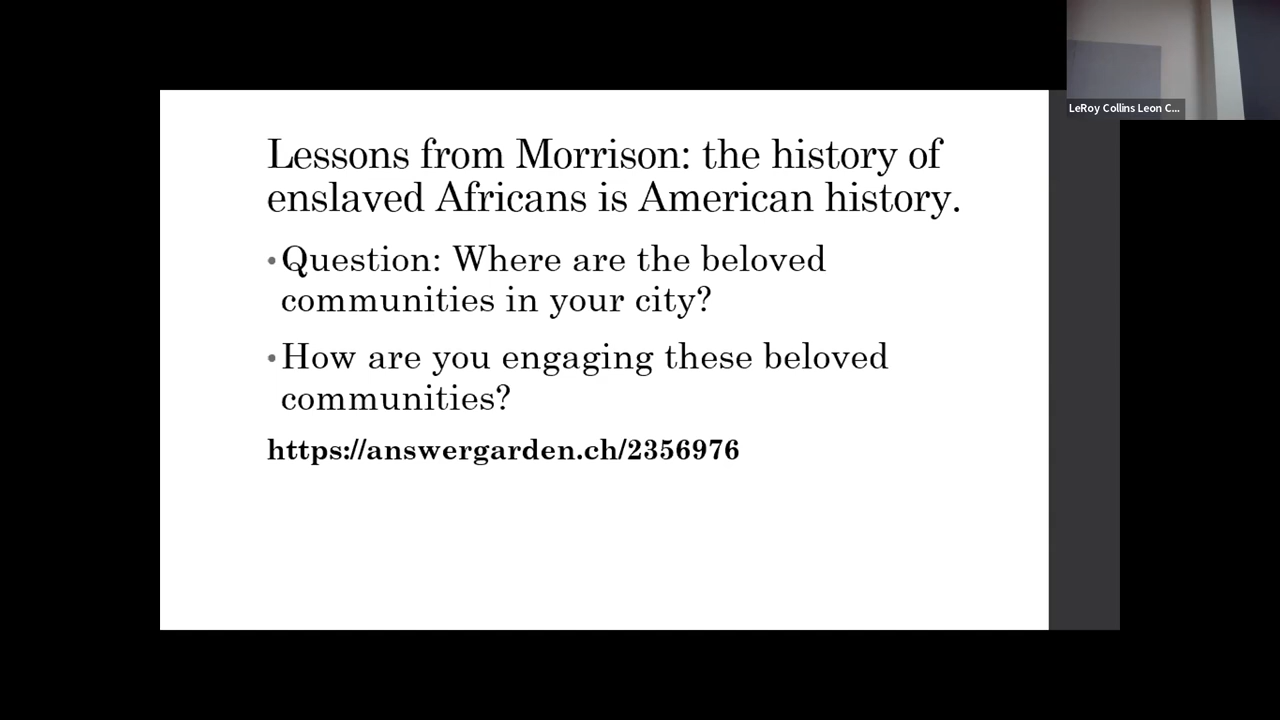 LeRoy Collins Leon C...
Lessons from Morrison: the history of
enslaved Africans is American history.
•Question: Where are the beloved
communities in your city?
•How are you engaging these beloved
communities?
https://answergarden.ch/2356976